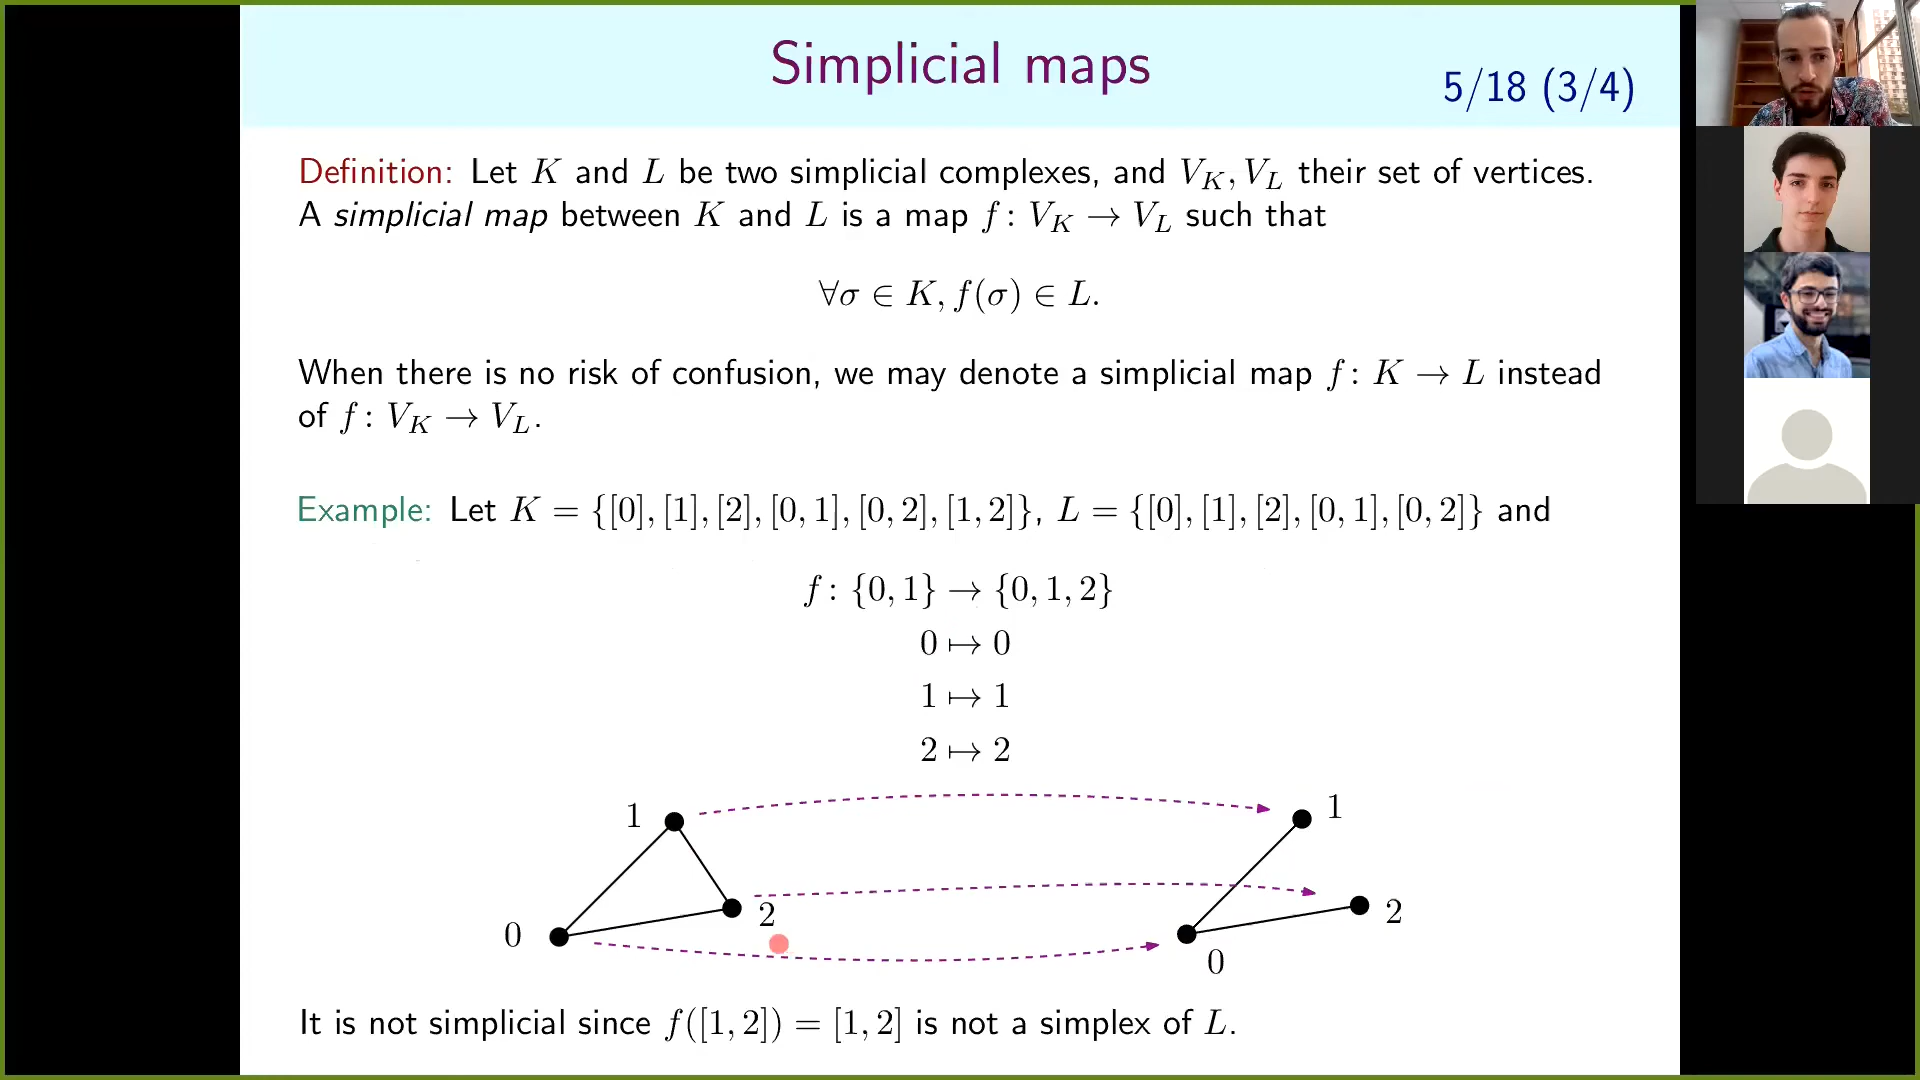 Simplicial maps
5/18 (3/4)
Definition: Let K and L be two simplicial complexes, and V_K, V_L their set of vertices.
A simplicial map between K and L is a map f : V_K → V_L such that
∀σ ∈ K, f(σ) ∈ L.
When there is no risk of confusion, we may denote a simplicial map f : K → L instead
of f : V_K → V_L.
Example: Let K = {[0], [1], [2], [0, 1], [0, 2], [1, 2]}, L = {[0], [1], [2], [0, 1], [0, 2]} and
f : {0, 1} → {0, 1, 2}
0 ↦ 0
1 ↦ 1
2 ↦ 2
1
2
0
1
2
0
It is not simplicial since f([1, 2]) = [1, 2] is not a simplex of L.